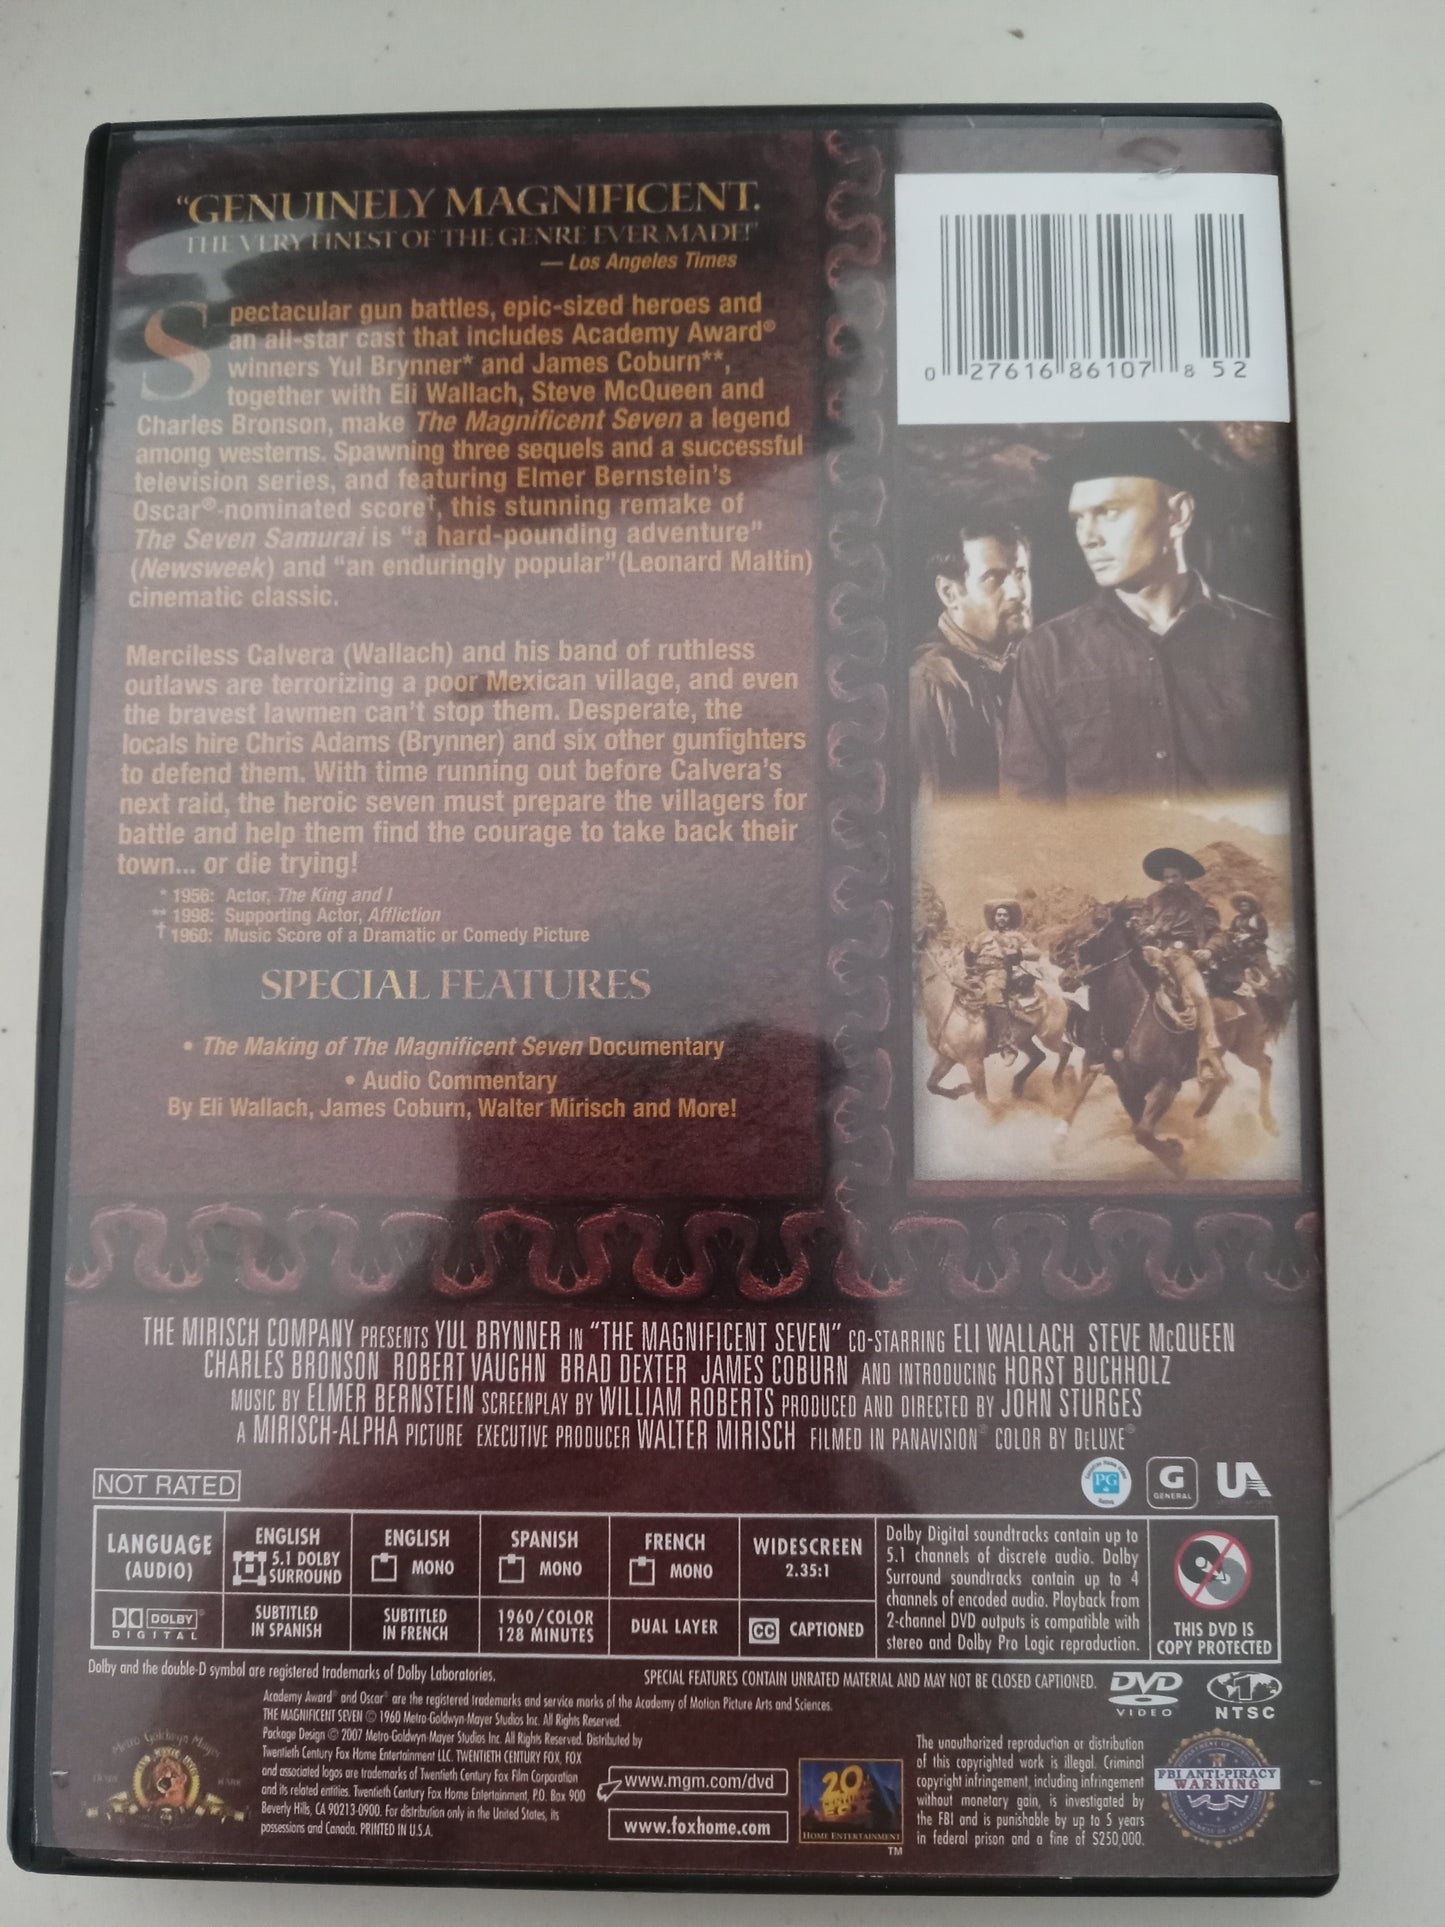 “GENUINELY MAGNIFICENT.
THE VERY FINEST OF THE GENRE EVER MADE!”
— Los Angeles Times
Spectacular gun battles, epic-sized heroes and
an all-star cast that includes Academy Award®
winners Yul Brynner* and James Coburn**,
together with Eli Wallach, Steve McQueen and
Charles Bronson, make The Magnificent Seven a legend
among westerns. Spawning three sequels and a successful
television series, and featuring Elmer Bernstein’s
Oscar®-nominated score†, this stunning remake of
The Seven Samurai is “a hard-pounding adventure”
(Newsweek) and “an enduringly popular”(Leonard Maltin)
cinematic classic.
Merciless Calvera (Wallach) and his band of ruthless
outlaws are terrorizing a poor Mexican village, and even
the bravest lawmen can’t stop them. Desperate, the
locals hire Chris Adams (Brynner) and six other gunfighters
to defend them. With time running out before Calvera’s
next raid, the heroic seven must prepare the villagers for
battle and help them find the courage to take back their
town... or die trying!
* 1956: Actor, The King and I
** 1998: Supporting Actor, Affliction
† 1960: Music Score of a Dramatic or Comedy Picture
SPECIAL FEATURES
• The Making of The Magnificent Seven Documentary
• Audio Commentary
By Eli Wallach, James Coburn, Walter Mirisch and More!
0 27616 86107 8 52
THE MIRISCH COMPANY PRESENTS YUL BRYNNER IN “THE MAGNIFICENT SEVEN” CO-STARRING ELI WALLACH STEVE McQUEEN
CHARLES BRONSON ROBERT VAUGHN BRAD DEXTER JAMES COBURN AND INTRODUCING HORST BUCHHOLZ
MUSIC BY ELMER BERNSTEIN SCREENPLAY BY WILLIAM ROBERTS PRODUCED AND DIRECTED BY JOHN STURGES
A MIRISCH-ALPHA PICTURE EXECUTIVE PRODUCER WALTER MIRISCH FILMED IN PANAVISION® COLOR BY DeLUXE®
NOT RATED
PG
G
GENERAL
UA
LANGUAGE
(AUDIO)
ENGLISH
5.1 DOLBY
SURROUND
ENGLISH
MONO
SPANISH
MONO
FRENCH
MONO
WIDESCREEN
2.35:1
DOLBY®
DIGITAL
SUBTITLED
IN SPANISH
SUBTITLED
IN FRENCH
1960/COLOR
128 MINUTES
DUAL LAYER
CC CAPTIONED
Dolby Digital soundtracks contain up to
5.1 channels of discrete audio. Dolby
Surround soundtracks contain up to 4
channels of encoded audio. Playback from
2-channel DVD outputs is compatible with
stereo and Dolby Pro Logic reproduction.
THIS DVD IS
COPY PROTECTED
Dolby and the double-D symbol are registered trademarks of Dolby Laboratories.
SPECIAL FEATURES CONTAIN UNRATED MATERIAL AND MAY NOT BE CLOSED CAPTIONED.
DVD
VIDEO
1
NTSC
Academy Award® and Oscar® are the registered trademarks and service marks of the Academy of Motion Picture Arts and Sciences.
THE MAGNIFICENT SEVEN © 1960 Metro-Goldwyn-Mayer Studios Inc. All Rights Reserved.
Package Design © 2007 Metro-Goldwyn-Mayer Studios Inc. All Rights Reserved. Distributed by
Twentieth Century Fox Home Entertainment LLC. TWENTIETH CENTURY FOX, FOX
and associated logos are trademarks of Twentieth Century Fox Film Corporation
and its related entities. Twentieth Century Fox Home Entertainment, P.O. Box 900
Beverly Hills, CA 90213-0900. For distribution only in the United States, its
possessions and Canada. PRINTED IN U.S.A.
Metro Goldwyn Mayer
www.mgm.com/dvd
www.foxhome.com
20th
CENTURY
FOX
HOME ENTERTAINMENT
TM
The unauthorized reproduction or distribution
of this copyrighted work is illegal. Criminal
copyright infringement, including infringement
without monetary gain, is investigated by
the FBI and is punishable by up to 5 years
in federal prison and a fine of $250,000.
FBI ANTI-PIRACY
WARNING